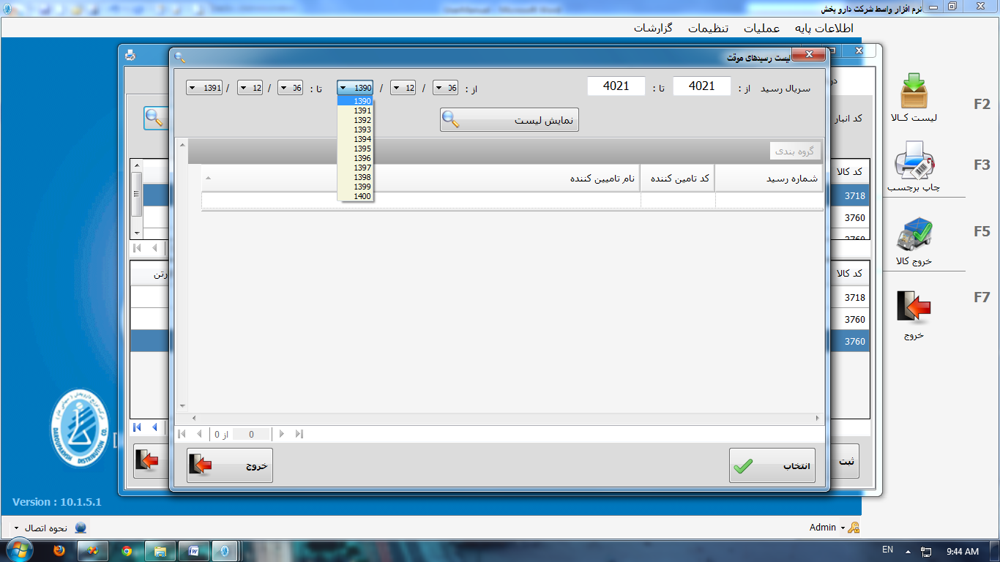 نرم افزار واسط شرکت دارو پخش
اطلاعات پایه
عملیات
تنظیمات
گزارشات
لیست رسیدهای موقت
سریال رسید
از :
4021
تا :
4021
از :
06 / 12 / 1390
تا :
06 / 12 / 1391
1390
1391
1392
1393
1394
1395
1396
1397
1398
1399
1400
نمایش لیست
گروه بندی
شماره رسید
کد تامین کننده
نام تامیین کننده
0 از 0
انتخاب
خروج
در
کد انبار
کد کالا
3718
3760
3760
کد کالا
3718
3760
3760
رتن
ثبت
F2
لیست کـالا
F3
چاپ برچسب
F5
خروج کالا
F7
خروج
DAROUPAKHSH DISTRIBUTION CO.
Version : 10.1.5.1
نحوه اتصال
Admin
EN
9:44 AM